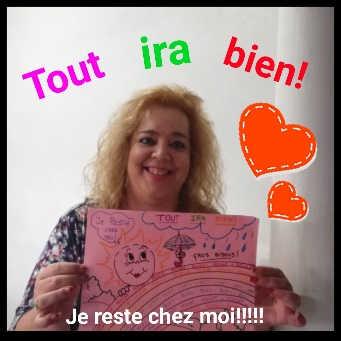 Tout ira bien!
JE RESTE
CHEZ
MOI!
TOUT IRA BIEN!
GROS BISOUS!
Je reste chez moi!!!!!